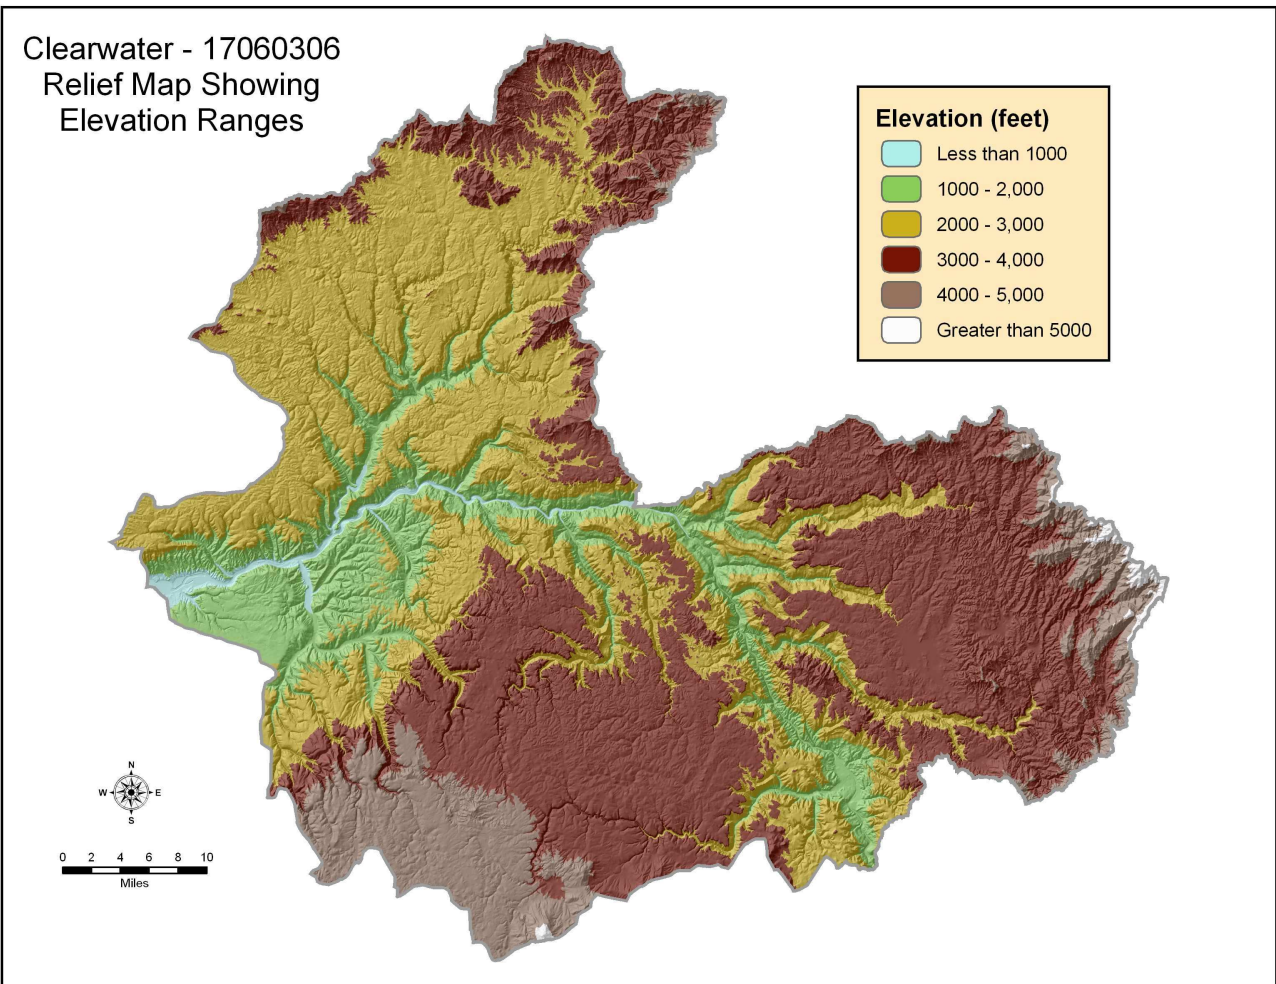 Clearwater - 17060306
Relief Map Showing
Elevation Ranges
Elevation (feet)
Less than 1000
1000 - 2,000
2000 - 3,000
3000 - 4,000
4000 - 5,000
Greater than 5000
N
W E
S
0 2 4 6 8 10
Miles